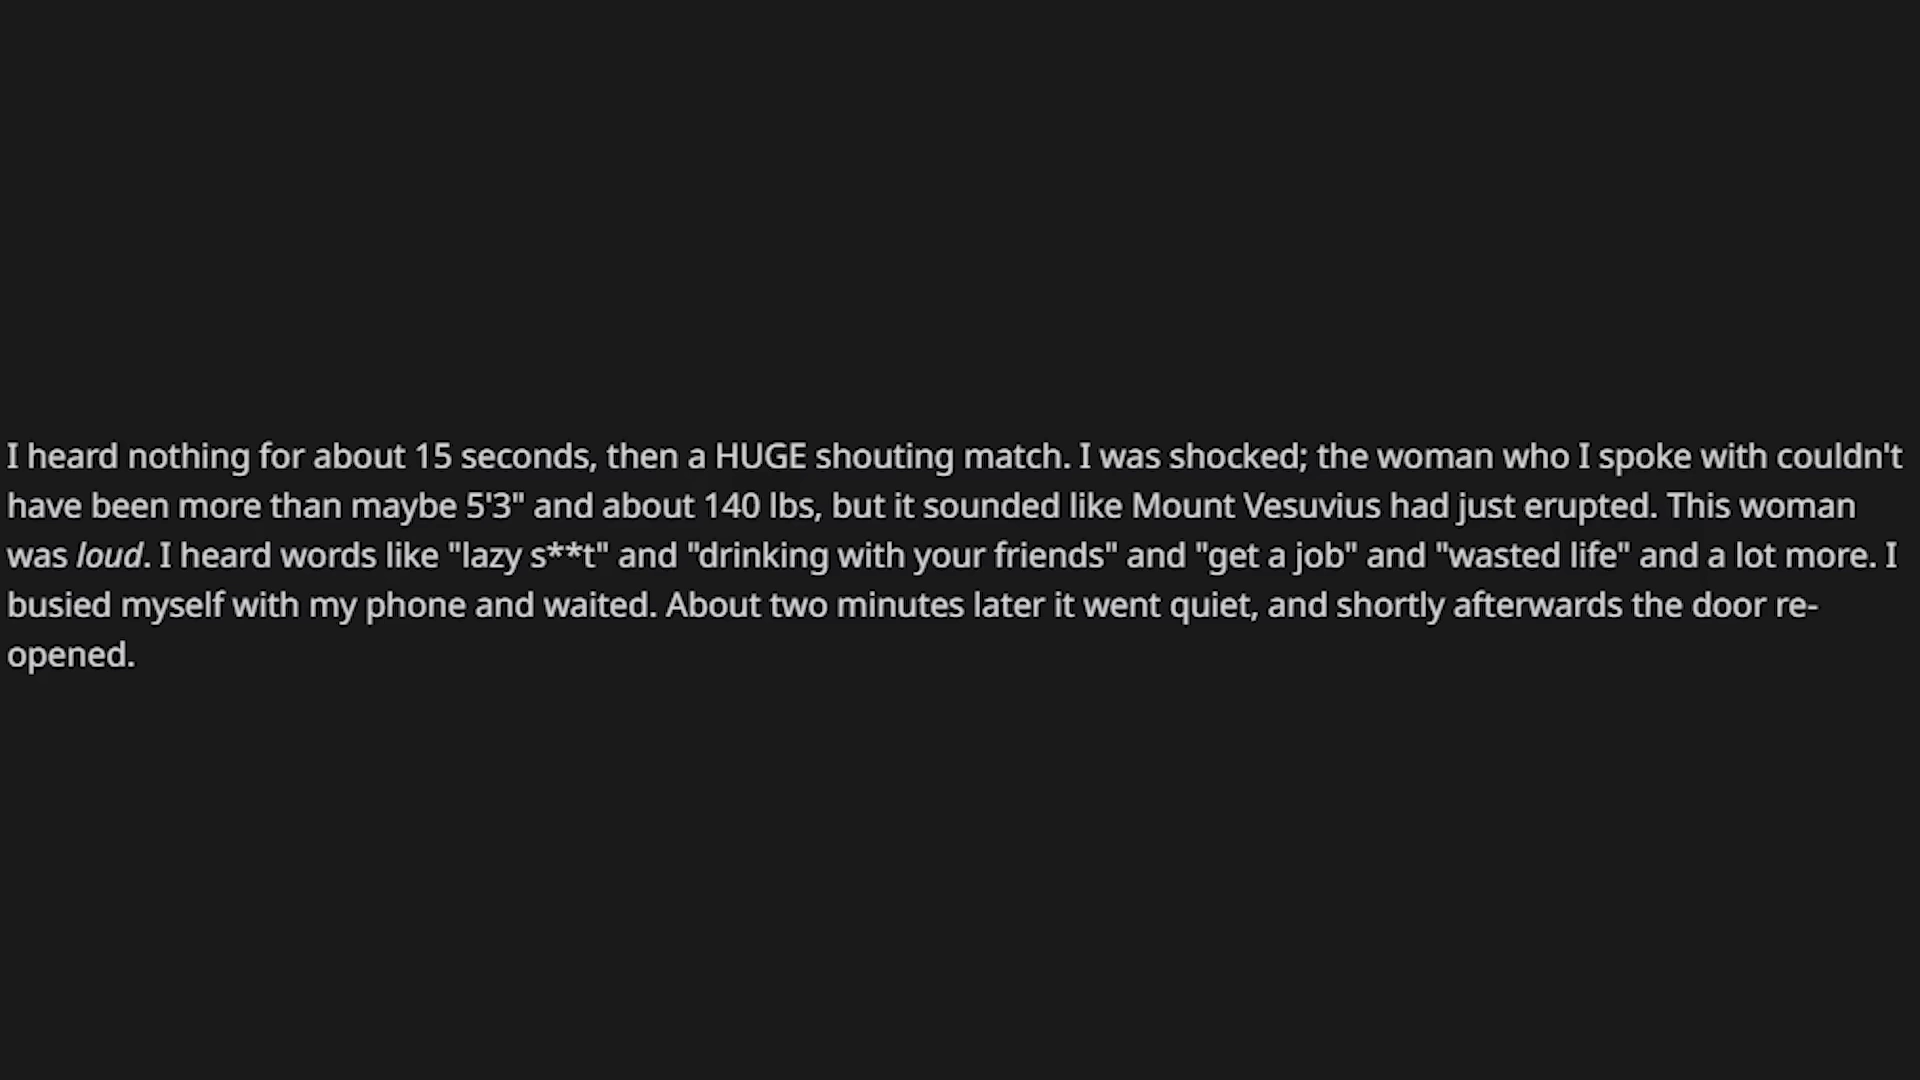 I heard nothing for about 15 seconds, then a HUGE shouting match. I was shocked; the woman who I spoke with couldn't
have been more than maybe 5'3" and about 140 lbs, but it sounded like Mount Vesuvius had just erupted. This woman
was loud. I heard words like "lazy s**t" and "drinking with your friends" and "get a job" and "wasted life" and a lot more. I
busied myself with my phone and waited. About two minutes later it went quiet, and shortly afterwards the door re-
opened.